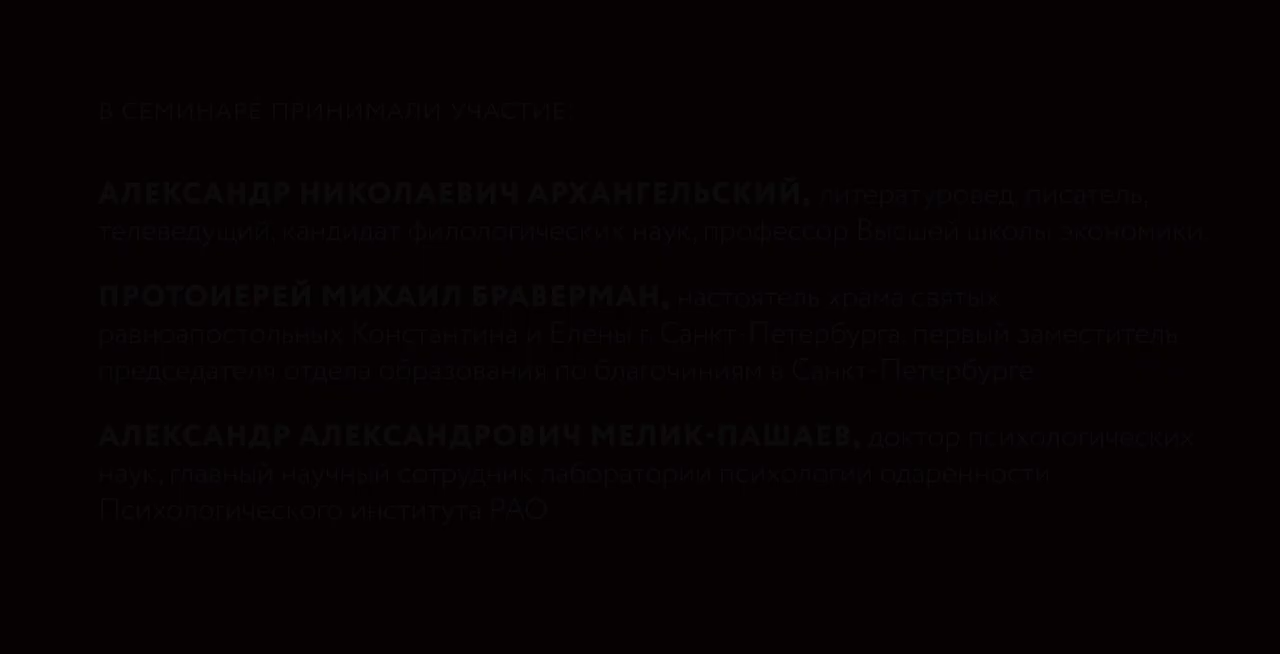 В СЕМИНАРЕ ПРИНИМАЛИ УЧАСТИЕ
АЛЕКСАНДР НИКОЛАЕВИЧ АРХАНГЕЛЬСКИЙ, литературовед, писатель,
телеведущий, кандидат филологических наук, профессор Высшей школы экономики
ПРОТОИЕРЕЙ МИХАИЛ БРАВЕРМАН, настоятель храма святых
равноапостольных Константина и Елены г. Санкт-Петербурга, первый заместитель
председателя отдела образования по благочиниям в Санкт-Петербурге
АЛЕКСАНДР АЛЕКСАНДРОВИЧ МЕЛИК-ПАШАЕВ, доктор психологических
наук, главный научный сотрудник лаборатории психологии одаренности
Психологического института РАО